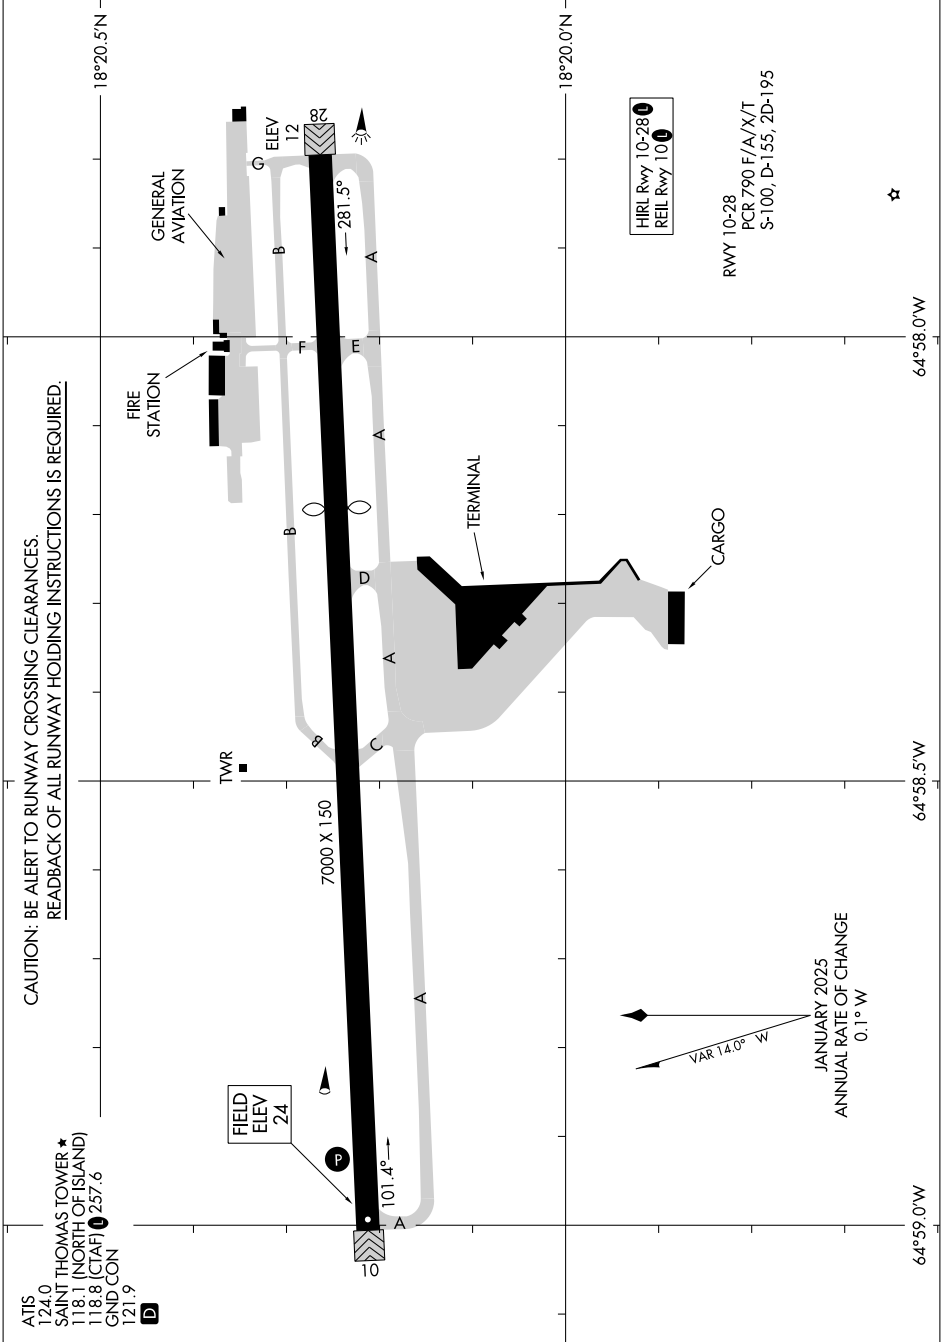 ATIS
124.0
SAINT THOMAS TOWER ★
118.1 (NORTH OF ISLAND)
118.8 (CTAF) L 257.6
GND CON
121.9
D
CAUTION: BE ALERT TO RUNWAY CROSSING CLEARANCES.
READBACK OF ALL RUNWAY HOLDING INSTRUCTIONS IS REQUIRED.
18°20.5'N
18°20.0'N
GENERAL
AVIATION
FIRE
STATION
ELEV
12
28
G
B
281.5°
A
F
E
A
B
D
A
B
C
TWR
7000 X 150
TERMINAL
CARGO
A
FIELD
ELEV
24
P
101.4°
A
10
HIRL Rwy 10-28 L
REIL Rwy 10 L
RWY 10-28
PCR 790 F/A/X/T
S-100, D-155, 2D-195
64°58.0'W
64°58.5'W
64°59.0'W
VAR 14.0° W
JANUARY 2025
ANNUAL RATE OF CHANGE
0.1° W